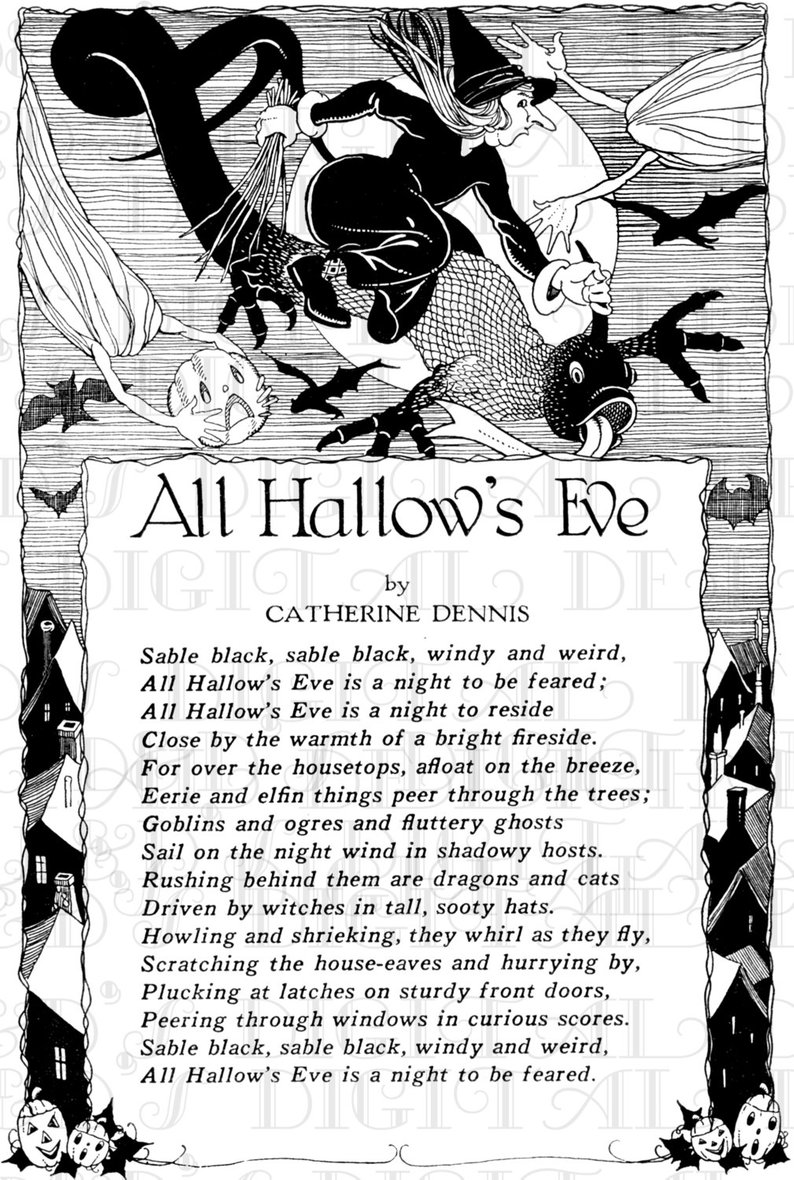 All Hallow's Eve
by
CATHERINE DENNIS
Sable black, sable black, windy and weird,
All Hallow's Eve is a night to be feared;
All Hallow's Eve is a night to reside
Close by the warmth of a bright fireside.
For over the housetops, afloat on the breeze,
Eerie and elfin things peer through the trees;
Goblins and ogres and fluttery ghosts
Sail on the night wind in shadowy hosts.
Rushing behind them are dragons and cats
Driven by witches in tall, sooty hats.
Howling and shrieking, they whirl as they fly,
Scratching the house-eaves and hurrying by,
Plucking at latches on sturdy front doors,
Peering through windows in curious scores.
Sable black, sable black, windy and weird,
All Hallow's Eve is a night to be feared.